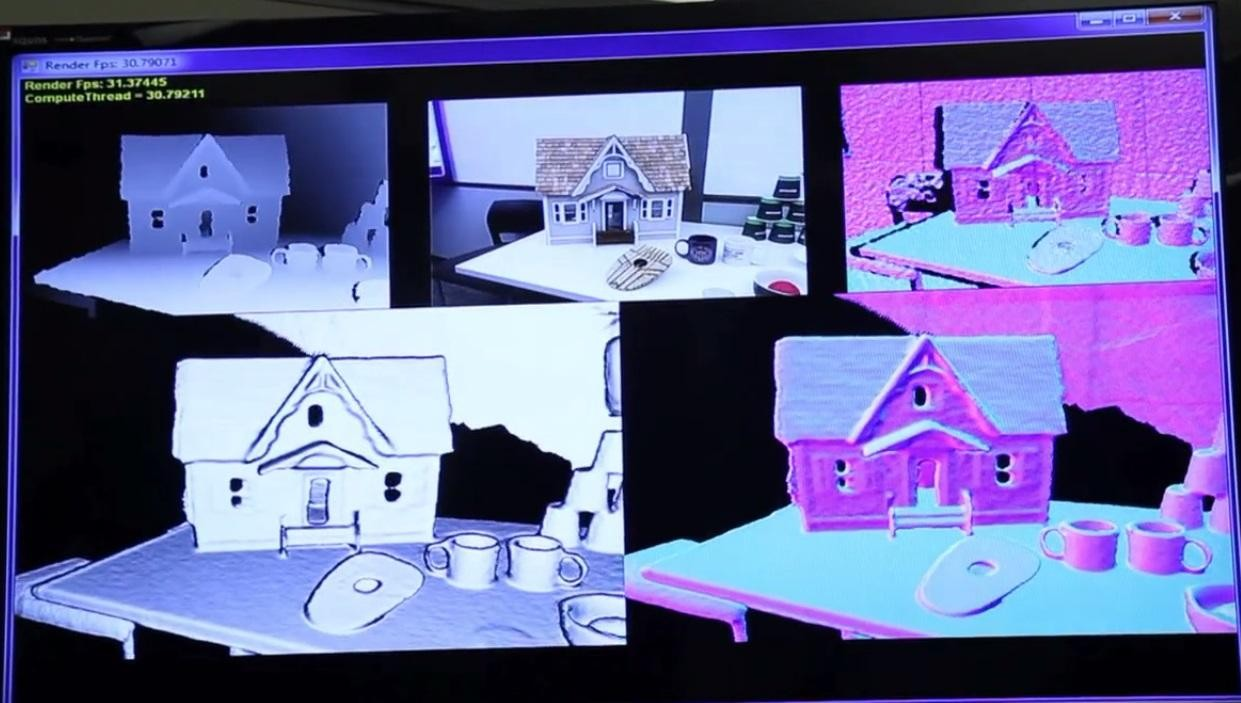 Render Fps: 30.79071
Render Fps: 31.37445
ComputeThread = 30.79211